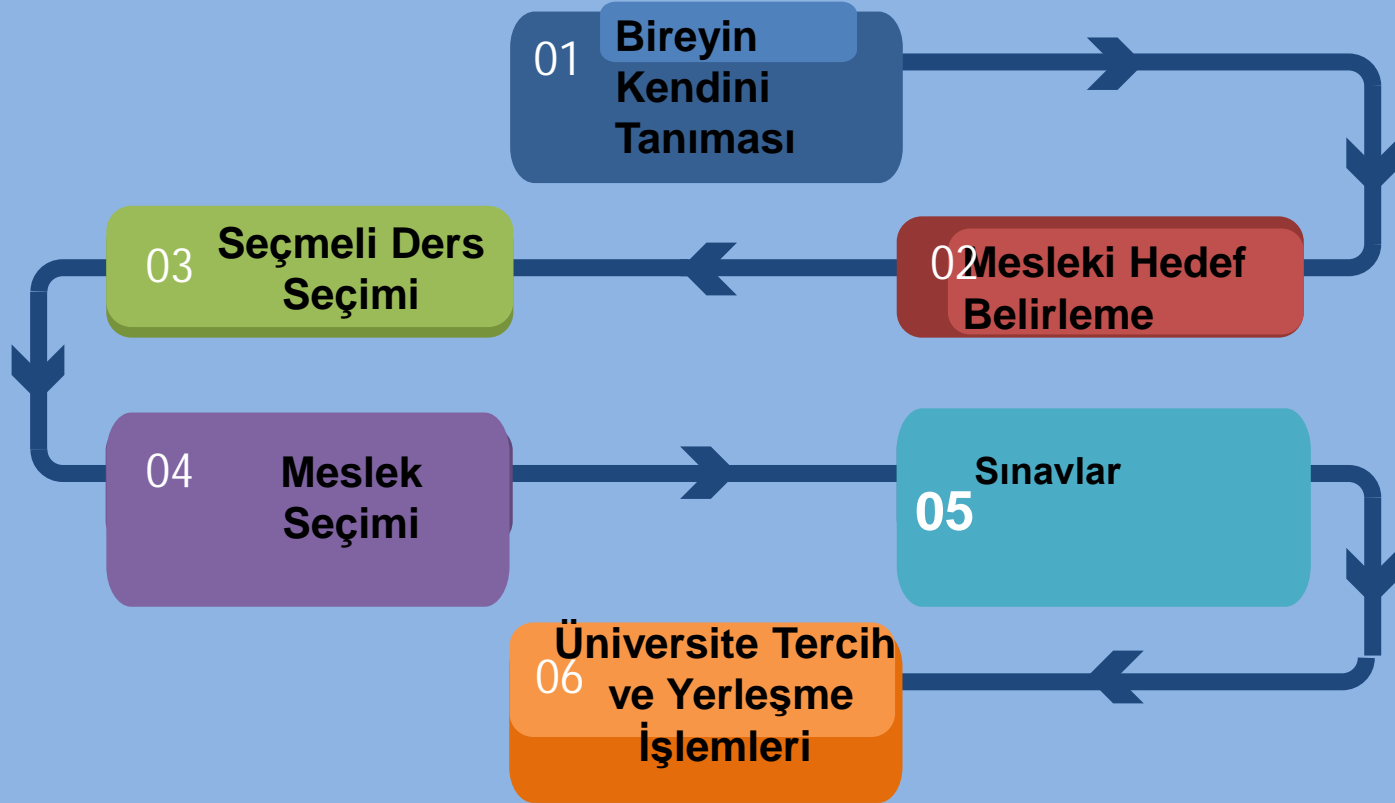 01
Bireyin
Kendini
Tanıması
02
Mesleki Hedef
Belirleme
03
Seçmeli Ders
Seçimi
04
Meslek
Seçimi
05
Sınavlar
06
Üniversite Tercih
ve Yerleşme
İşlemleri